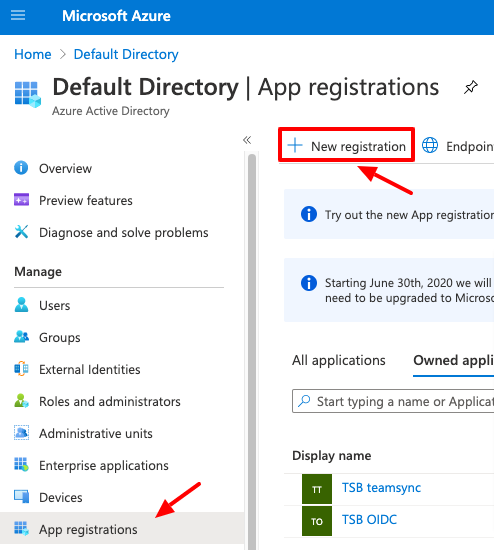 Microsoft Azure
Home > Default Directory >
Default Directory | App registrations
Azure Active Directory
«
Overview
Preview features
Diagnose and solve problems
Manage
Users
Groups
External Identities
Roles and administrators
Administrative units
Enterprise applications
Devices
App registrations
+ New registration
Endpoin
Try out the new App registration
Starting June 30th, 2020 we will
need to be upgraded to Micros
All applications
Owned appli
Start typing a name or Applicat
Display name
TT TSB teamsync
TO TSB OIDC